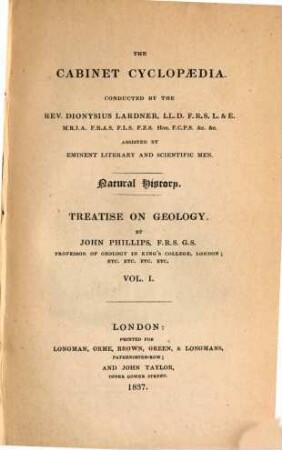 THE
CABINET CYCLOPÆDIA.
CONDUCTED BY THE
REV. DIONYSIUS LARDNER, LL.D. F.R.S. L. & E.
M.R.I.A. F.R.A.S. F.L.S. F.Z.S. Hon. F.C.P.S. &c. &c.
ASSISTED BY
EMINENT LITERARY AND SCIENTIFIC MEN.
Natural History.
TREATISE ON GEOLOGY.
BY
JOHN PHILLIPS, F.R.S. G.S.
PROFESSOR OF GEOLOGY IN KING'S COLLEGE, LONDON;
ETC. ETC. ETC. ETC.
VOL. I.
LONDON:
PRINTED FOR
LONGMAN, ORME, BROWN, GREEN, & LONGMANS,
PATERNOSTER-ROW;
AND JOHN TAYLOR,
UPPER GOWER STREET.
1837.